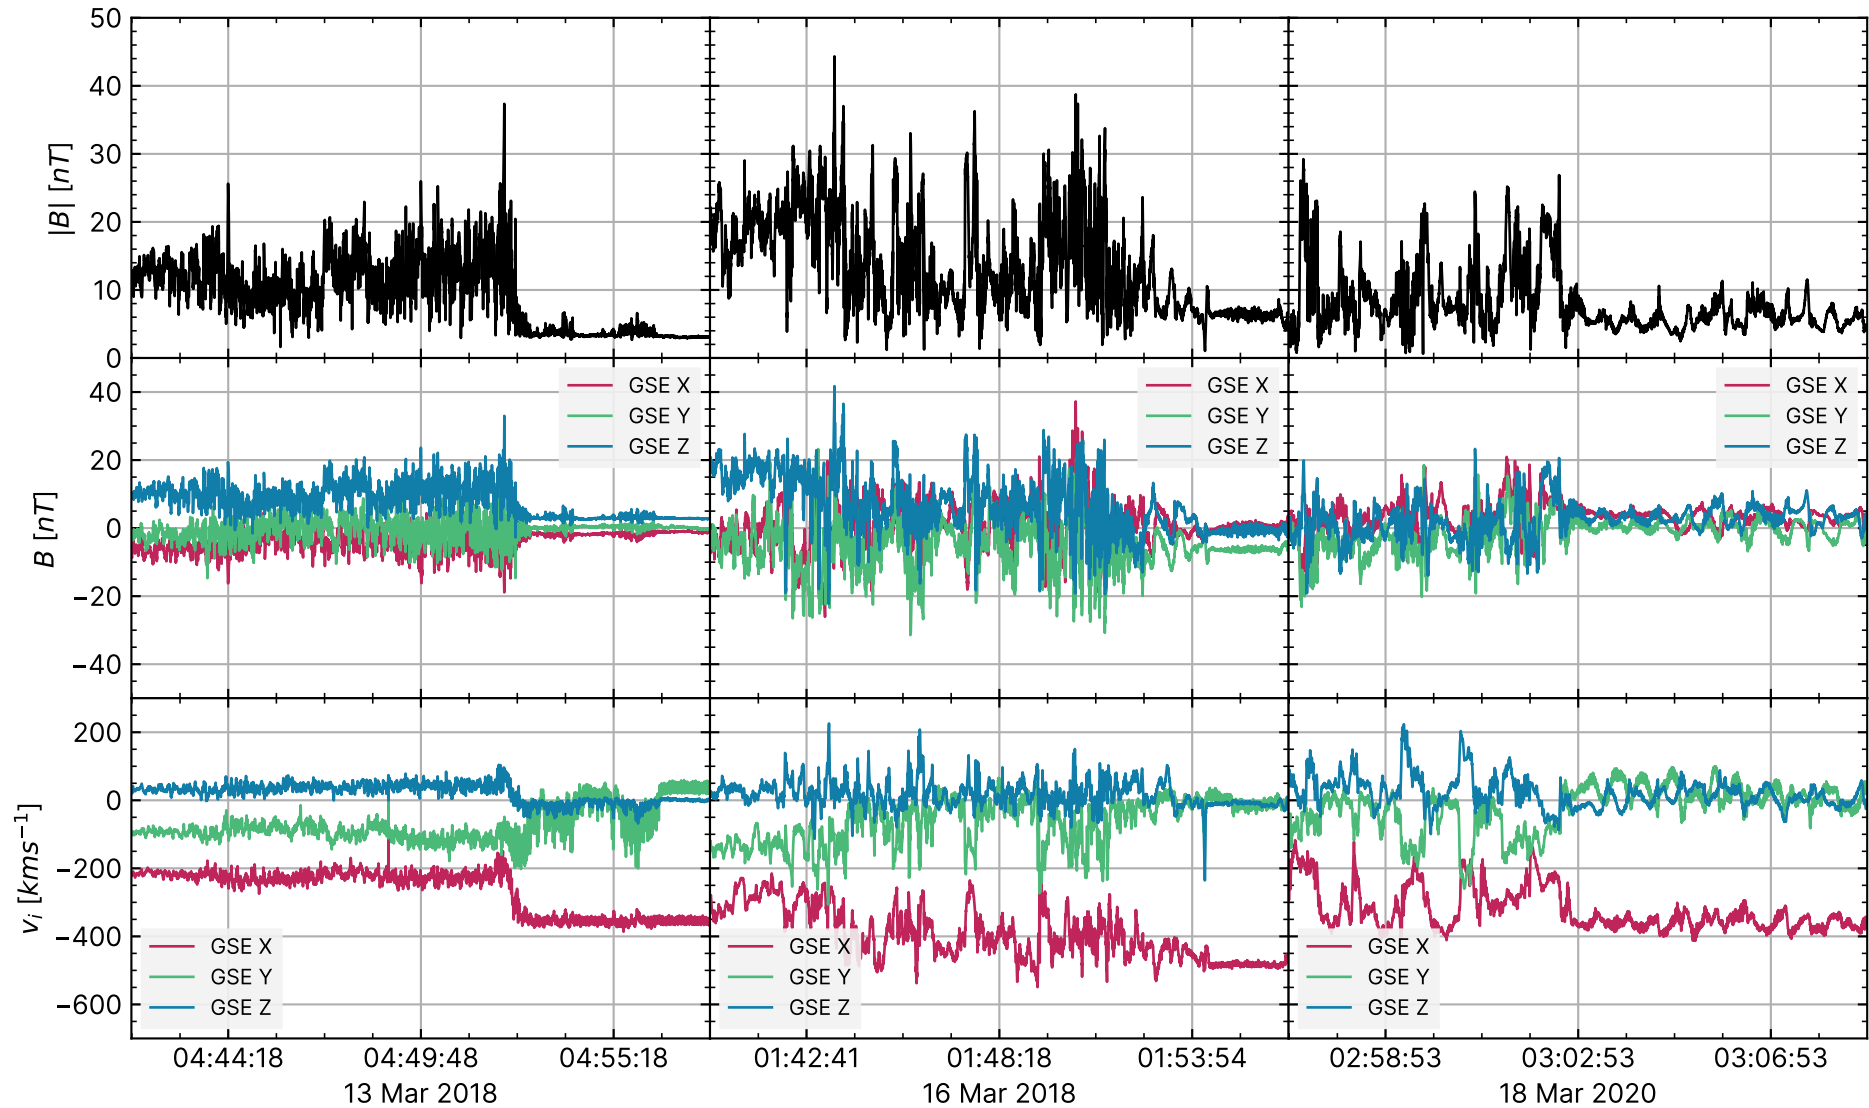 50
40
30
20
10
0
|B| [nT]
40
20
0
−20
−40
B [nT]
GSE X
GSE Y
GSE Z
GSE X
GSE Y
GSE Z
GSE X
GSE Y
GSE Z
200
0
−200
−400
−600
v_i [kms⁻¹]
GSE X
GSE Y
GSE Z
GSE X
GSE Y
GSE Z
GSE X
GSE Y
GSE Z
04:44:18 04:49:48 04:55:18 01:42:41 01:48:18 01:53:54 02:58:53 03:02:53 03:06:53
13 Mar 2018 16 Mar 2018 18 Mar 2020